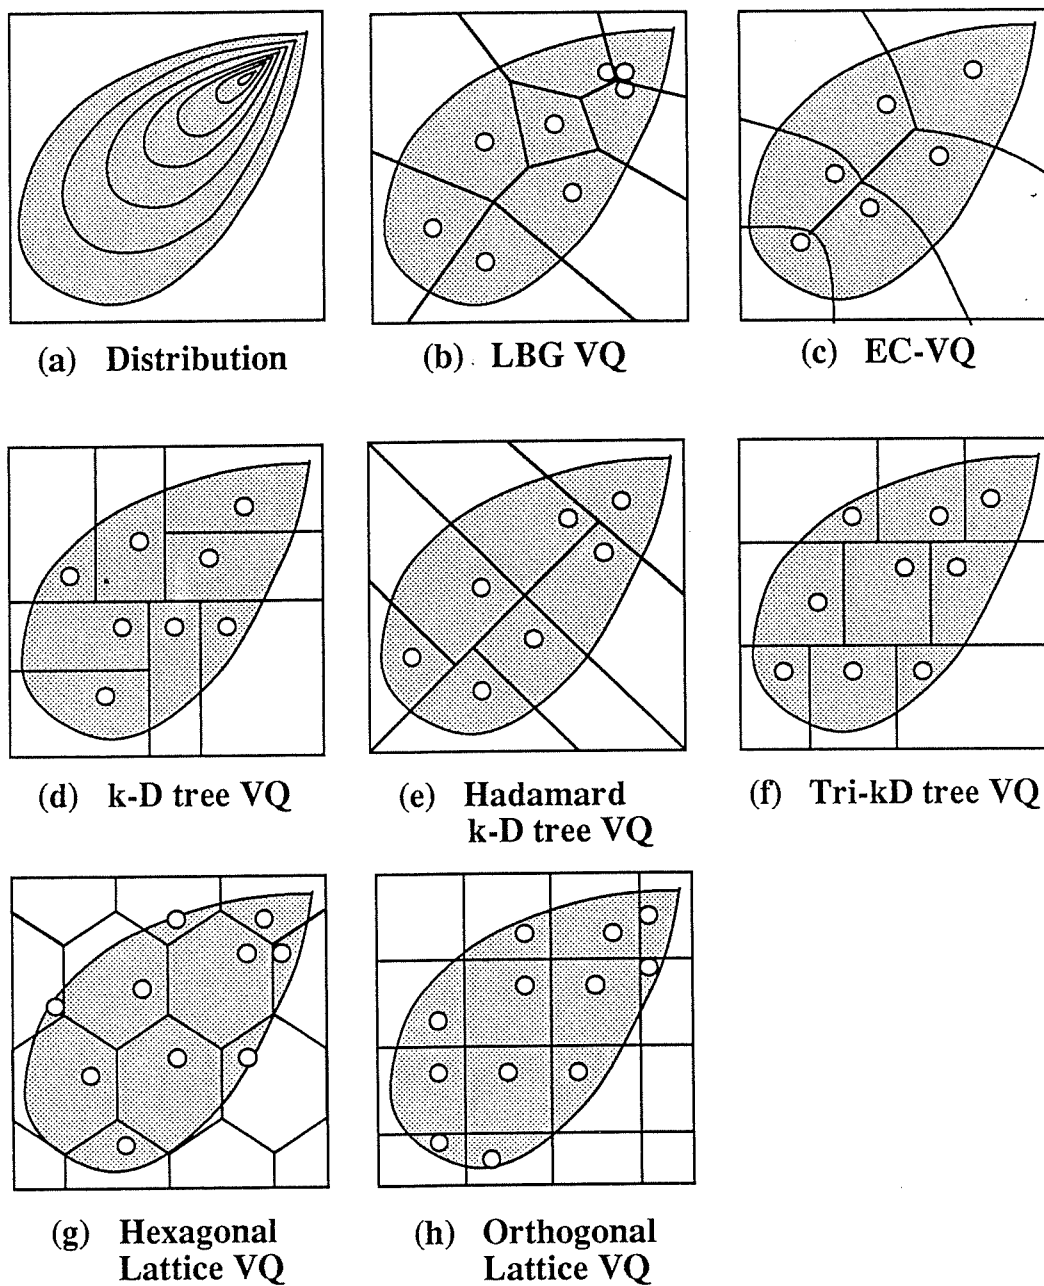 (a) Distribution
(b) LBG VQ
(c) EC-VQ
(d) k-D tree VQ
(e) Hadamard
k-D tree VQ
(f) Tri-kD tree VQ
(g) Hexagonal
Lattice VQ
(h) Orthogonal
Lattice VQ